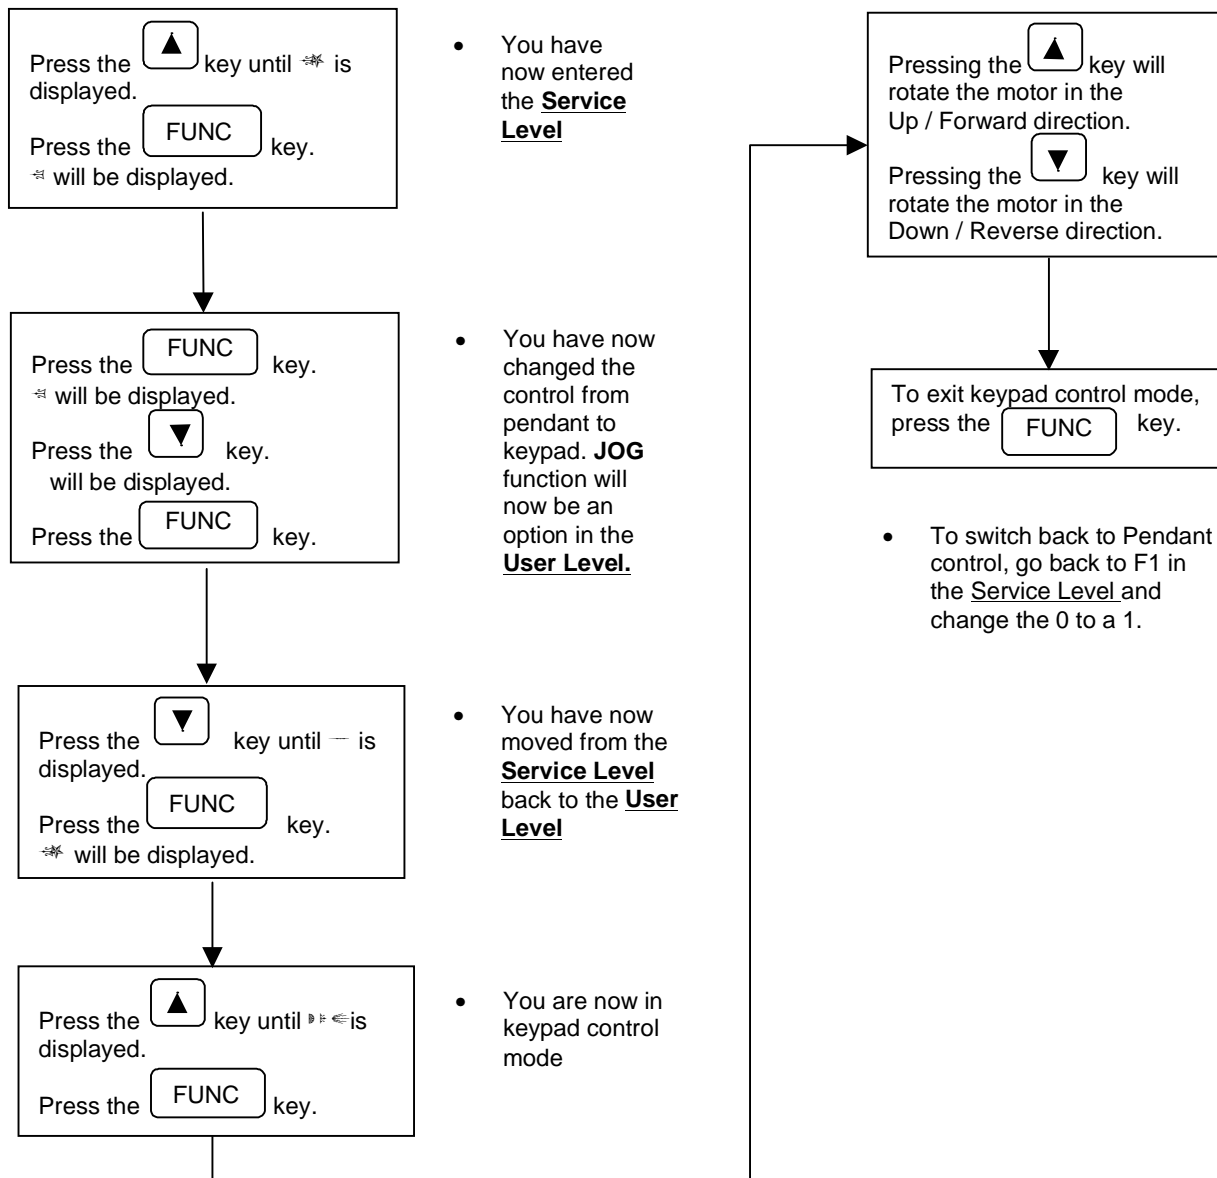 Press the ▲ key until is
displayed.
Press the FUNC key.
will be displayed.
• You have
now entered
the Service
Level
Press the FUNC key.
will be displayed.
Press the ▼ key.
will be displayed.
Press the FUNC key.
• You have now
changed the
control from
pendant to
keypad. JOG
function will
now be an
option in the
User Level.
Press the ▼ key until is
displayed.
Press the FUNC key.
will be displayed.
• You have now
moved from the
Service Level
back to the User
Level
Press the ▲ key until is
displayed.
Press the FUNC key.
• You are now in
keypad control
mode
Pressing the ▲ key will
rotate the motor in the
Up / Forward direction.
Pressing the ▼ key will
rotate the motor in the
Down / Reverse direction.
To exit keypad control mode,
press the FUNC key.
• To switch back to Pendant
control, go back to F1 in
the Service Level and
change the 0 to a 1.